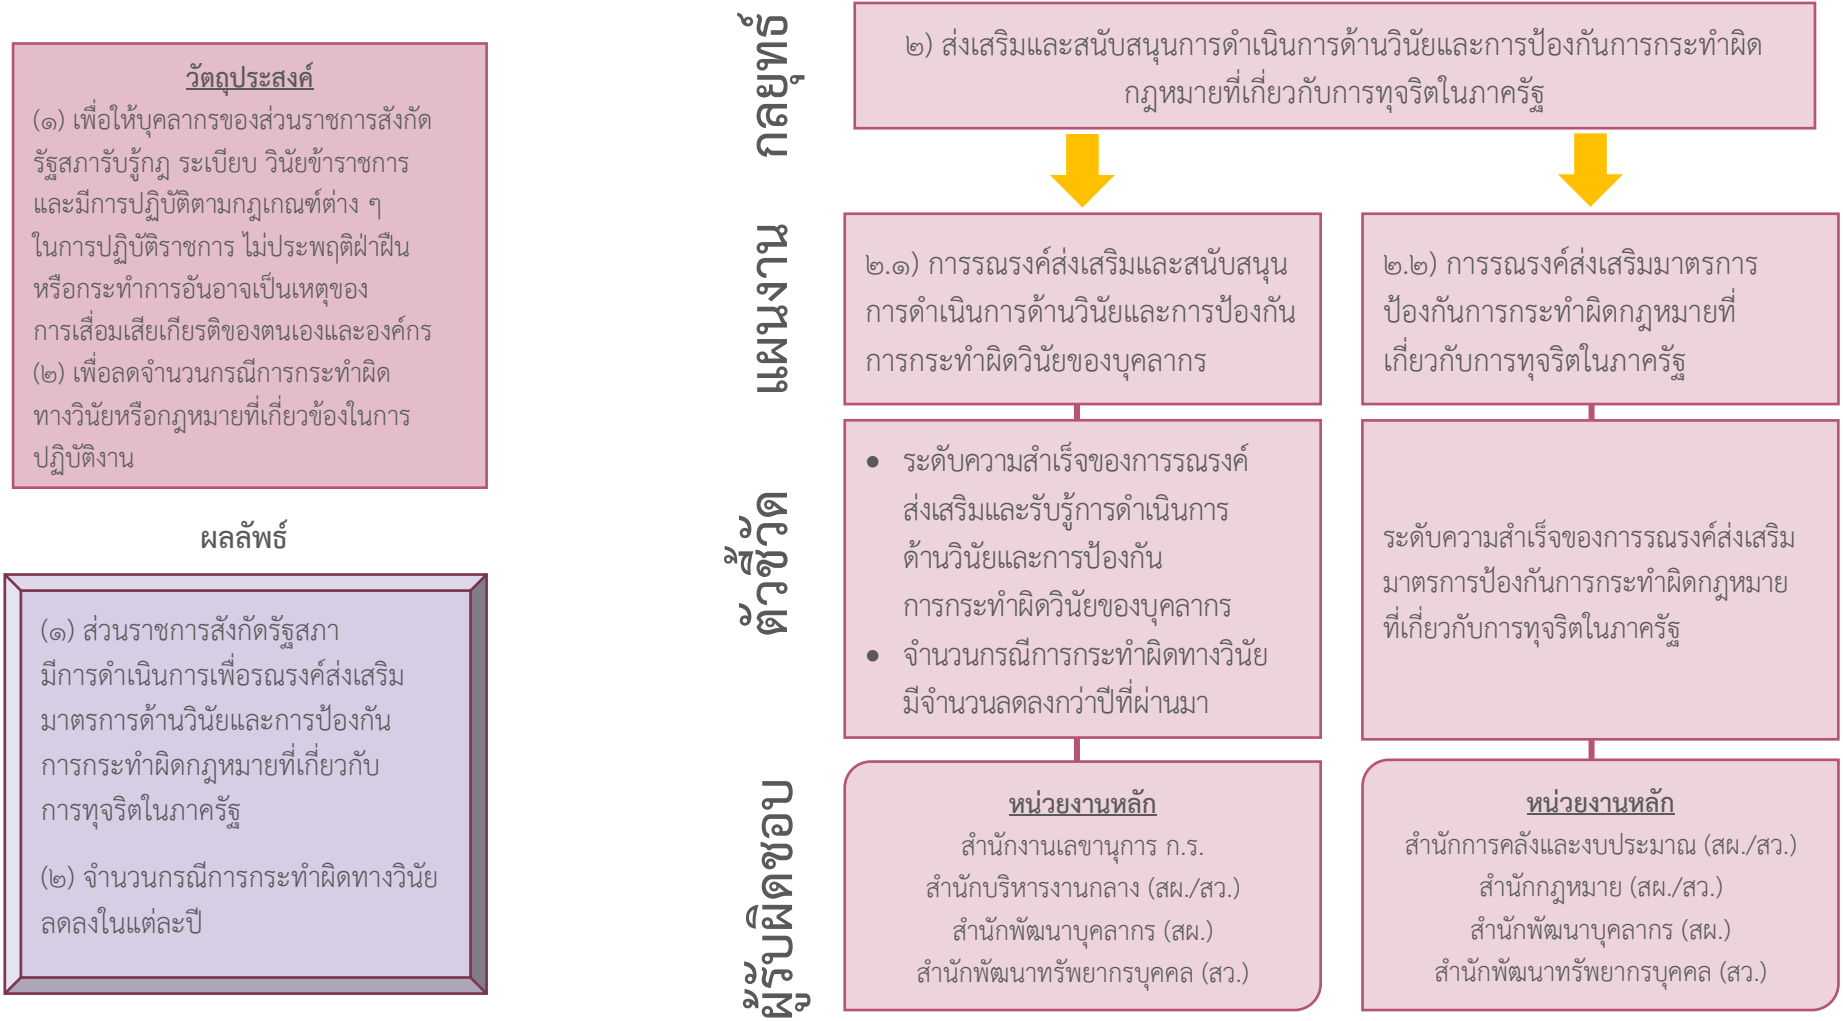 วัตถุประสงค์
(๑) เพื่อให้บุคลากรของส่วนราชการสังกัด
รัฐสภารับรู้กฎ ระเบียบ วินัยข้าราชการ
และมีการปฏิบัติตามกฎเกณฑ์ต่าง ๆ
ในการปฏิบัติราชการ ไม่ประพฤติฝ่าฝืน
หรือกระทำการอันอาจเป็นเหตุของ
การเสื่อมเสียเกียรติของตนเองและองค์กร
(๒) เพื่อลดจำนวนกรณีการกระทำผิด
ทางวินัยหรือกฎหมายที่เกี่ยวข้องในการ
ปฏิบัติงาน
ผลลัพธ์
(๑) ส่วนราชการสังกัดรัฐสภา
มีการดำเนินการเพื่อรณรงค์ส่งเสริม
มาตรการด้านวินัยและการป้องกัน
การกระทำผิดกฎหมายที่เกี่ยวกับ
การทุจริตในภาครัฐ
(๒) จำนวนกรณีการกระทำผิดทางวินัย
ลดลงในแต่ละปี
กลยุทธ์
๒) ส่งเสริมและสนับสนุนการดำเนินการด้านวินัยและการป้องกันการกระทำผิด
กฎหมายที่เกี่ยวกับการทุจริตในภาครัฐ
แผนงาน
๒.๑) การรณรงค์ส่งเสริมและสนับสนุน
การดำเนินการด้านวินัยและการป้องกัน
การกระทำผิดวินัยของบุคลากร
๒.๒) การรณรงค์ส่งเสริมมาตรการ
ป้องกันการกระทำผิดกฎหมายที่
เกี่ยวกับการทุจริตในภาครัฐ
ตัวชี้วัด
• ระดับความสำเร็จของการรณรงค์
ส่งเสริมและรับรู้การดำเนินการ
ด้านวินัยและการป้องกัน
การกระทำผิดวินัยของบุคลากร
• จำนวนกรณีการกระทำผิดทางวินัย
มีจำนวนลดลงกว่าปีที่ผ่านมา
ระดับความสำเร็จของการรณรงค์ส่งเสริม
มาตรการป้องกันการกระทำผิดกฎหมาย
ที่เกี่ยวกับการทุจริตในภาครัฐ
ผู้รับผิดชอบ
หน่วยงานหลัก
สำนักงานเลขานุการ ก.ร.
สำนักบริหารงานกลาง (สผ./สว.)
สำนักพัฒนาบุคลากร (สผ.)
สำนักพัฒนาทรัพยากรบุคคล (สว.)
หน่วยงานหลัก
สำนักการคลังและงบประมาณ (สผ./สว.)
สำนักกฎหมาย (สผ./สว.)
สำนักพัฒนาบุคลากร (สผ.)
สำนักพัฒนาทรัพยากรบุคคล (สว.)